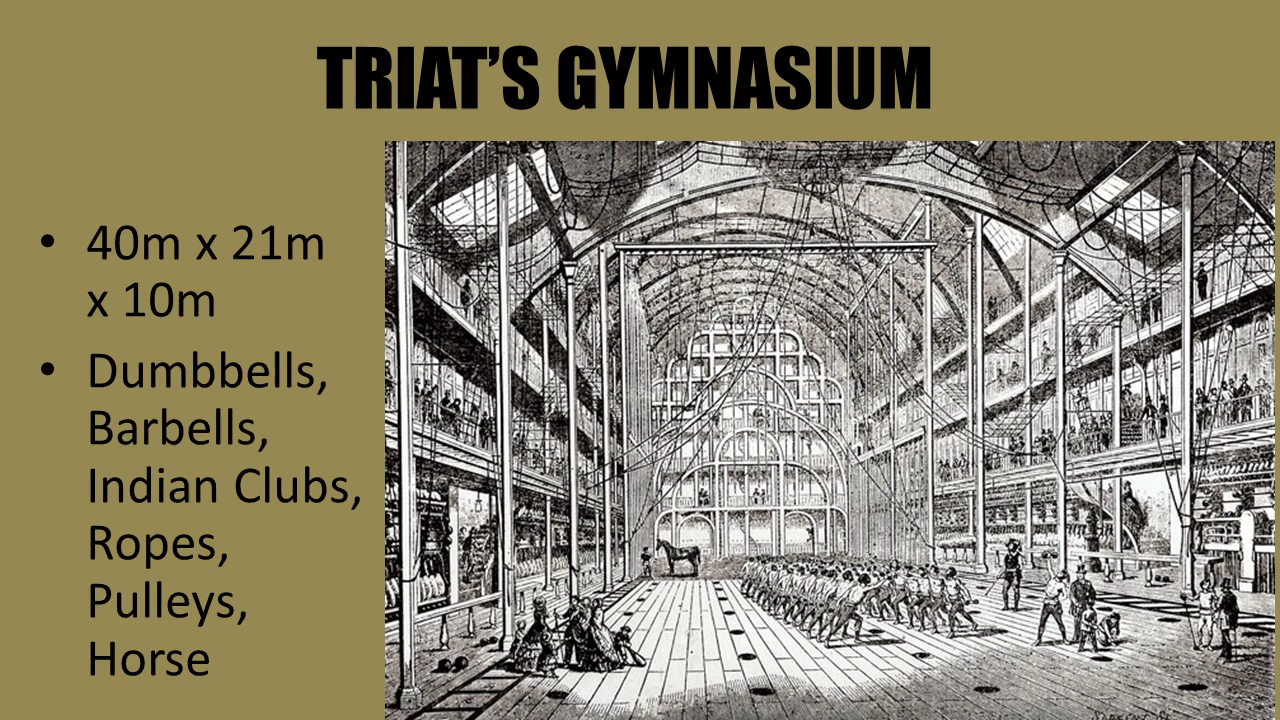 TRIAT’S GYMNASIUM
• 40m x 21m
x 10m
• Dumbbells,
Barbells,
Indian Clubs,
Ropes,
Pulleys,
Horse